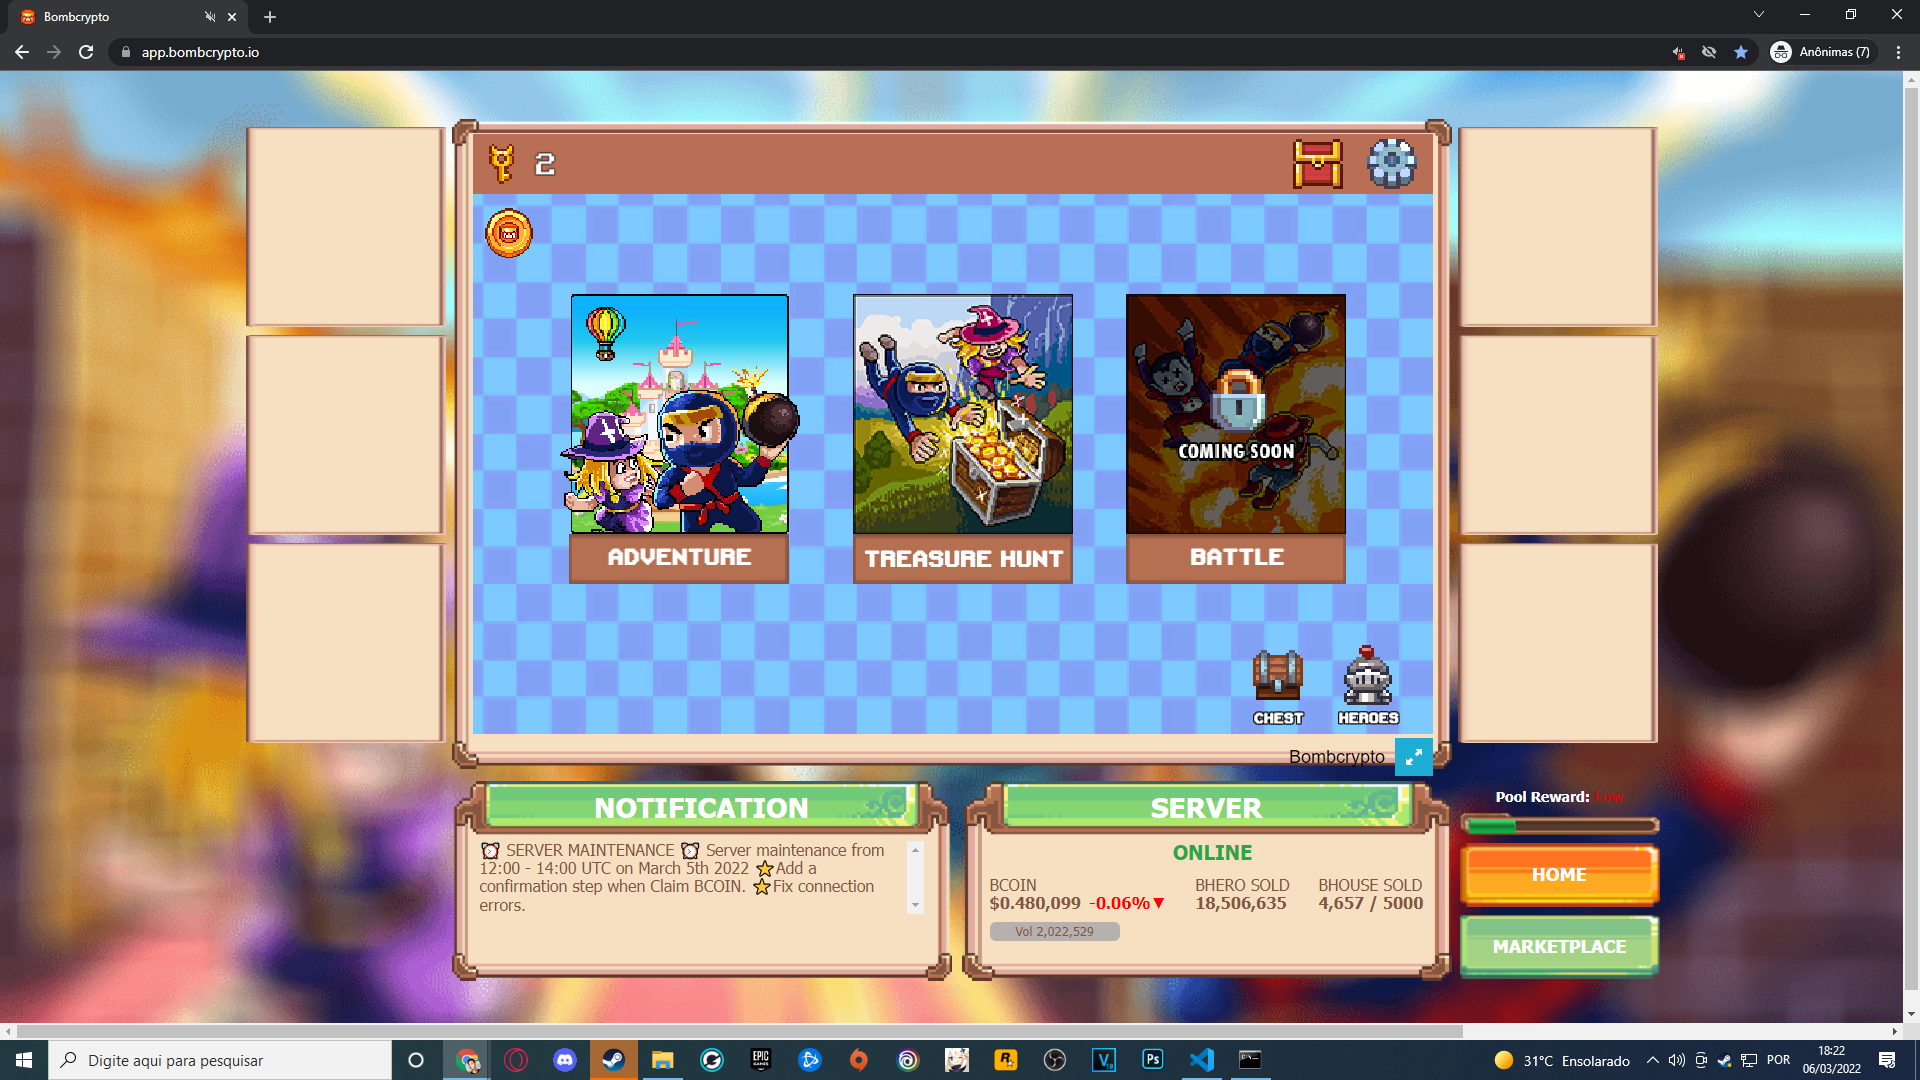 Bombcrypto
app.bombcrypto.io
Anônimas (7)
2
COMING SOON
ADVENTURE
TREASURE HUNT
BATTLE
CHEST
HEROES
Bombcrypto
NOTIFICATION
⏰ SERVER MAINTENANCE ⏰ Server maintenance from
12:00 - 14:00 UTC on March 5th 2022 ⭐Add a
confirmation step when Claim BCOIN. ⭐Fix connection
errors.
SERVER
ONLINE
BCOIN
$0.480,099 -0.06%▼
Vol 2,022,529
BHERO SOLD
18,506,635
BHOUSE SOLD
4,657 / 5000
Pool Reward: Low
HOME
MARKETPLACE
Digite aqui para pesquisar
EPIC GAMES
Ps
31°C Ensolarado
POR
18:22
06/03/2022